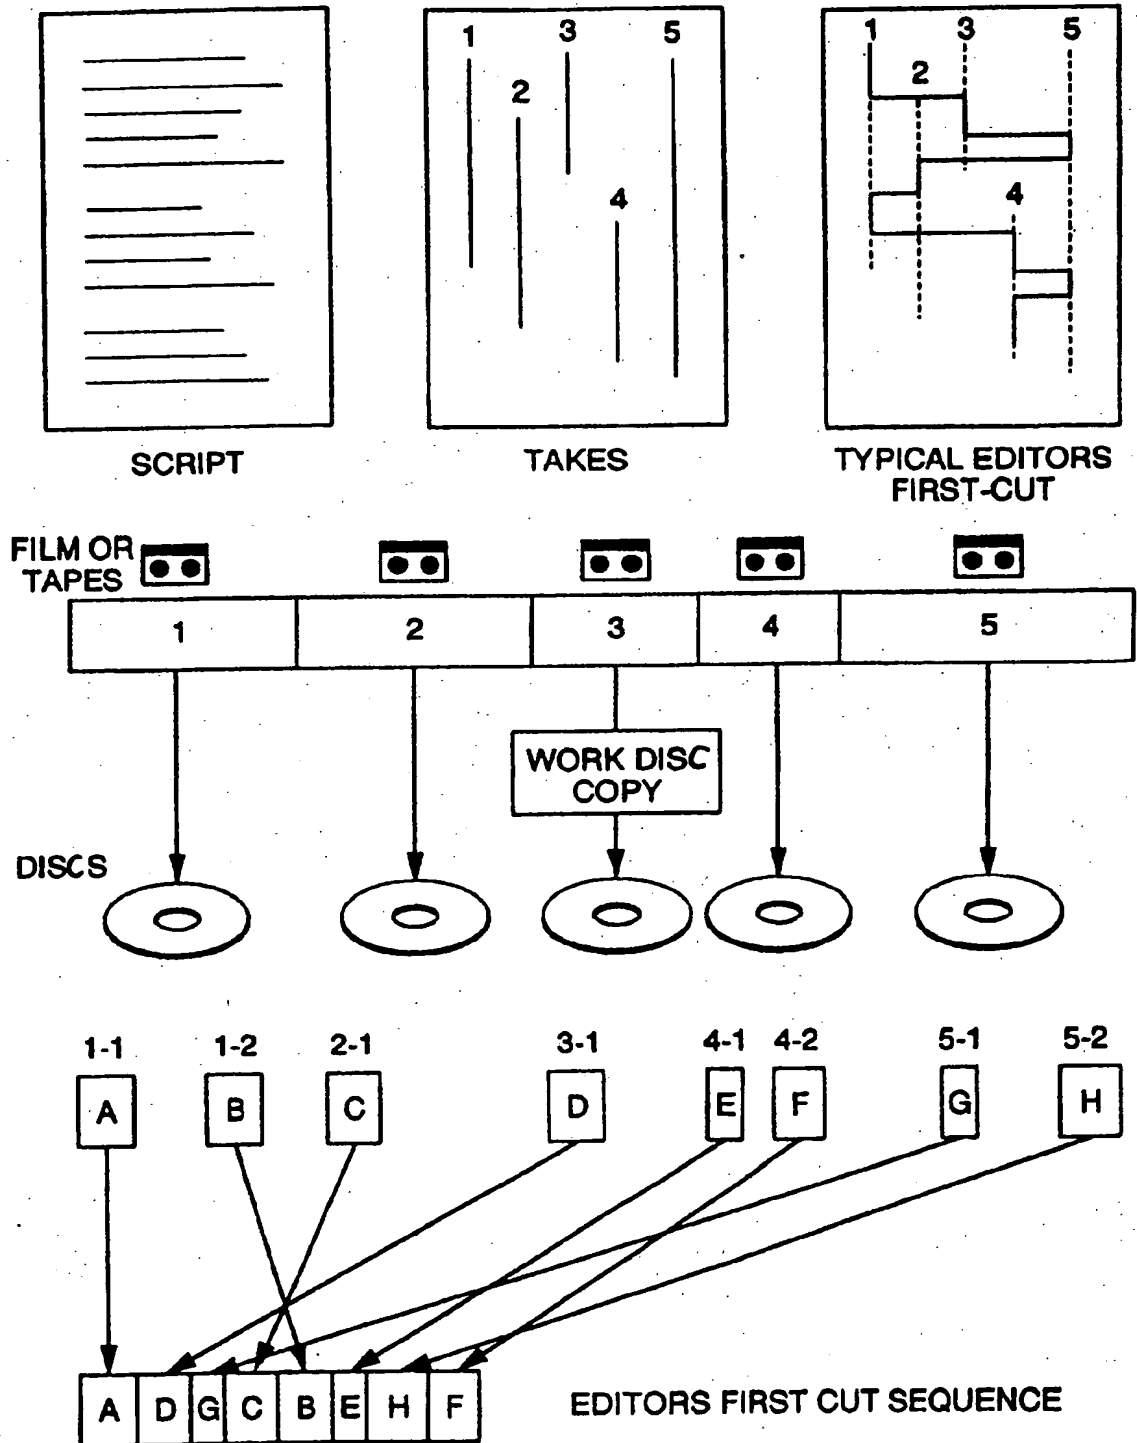 1
3
5
2
4
1
3
5
2
4
SCRIPT
TAKES
TYPICAL EDITORS
FIRST-CUT
FILM OR
TAPES
1
2
3
4
5
WORK DISC
COPY
DISCS
1-1
1-2
2-1
3-1
4-1
4-2
5-1
5-2
A
B
C
D
E
F
G
H
A
D
G
C
B
E
H
F
EDITORS FIRST CUT SEQUENCE